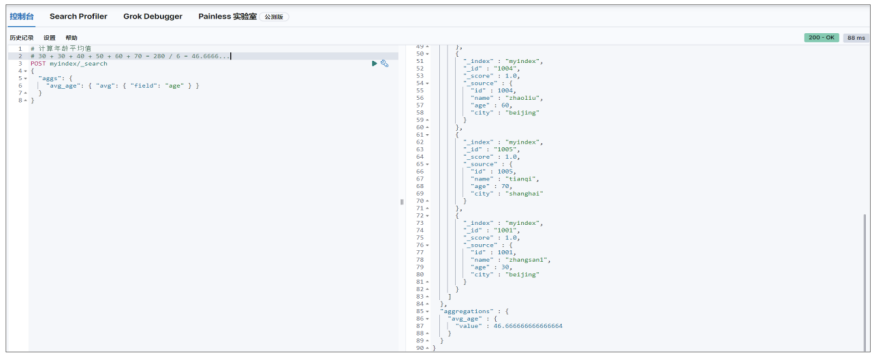 控制台 Search Profiler Grok Debugger Painless 实验室 公测版
历史记录 设置 帮助
200 - OK 88 ms
1 # 计算年龄平均值
2 # 30 + 30 + 40 + 50 + 60 + 70 = 280 / 6 = 46.6666...
3 POST myindex/_search
4 {
5 "aggs": {
6 "avg_age": { "avg": { "field": "age" } }
7 }
8 }
49 },
50 {
51 "_index" : "myindex",
52 "_id" : "1004",
53 "_score" : 1.0,
54 "_source" : {
55 "id" : 1004,
56 "name" : "zhaoliu",
57 "age" : 60,
58 "city" : "beijing"
59 }
60 },
61 {
62 "_index" : "myindex",
63 "_id" : "1005",
64 "_score" : 1.0,
65 "_source" : {
66 "id" : 1005,
67 "name" : "tianqi",
68 "age" : 70,
69 "city" : "shanghai"
70 }
71 },
72 {
73 "_index" : "myindex",
74 "_id" : "1001",
75 "_score" : 1.0,
76 "_source" : {
77 "id" : 1001,
78 "name" : "zhangsan1",
79 "age" : 30,
80 "city" : "beijing"
81 }
82 }
83 ]
84 },
85 "aggregations" : {
86 "avg_age" : {
87 "value" : 46.666666666666664
88 }
89 }
90 }